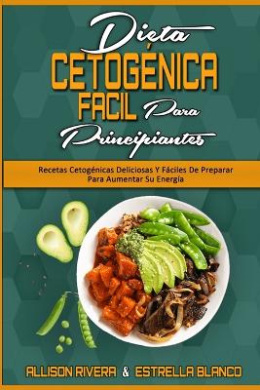 Dieta
CETOGÉNICA
FÁCIL Para
Principiantes
Recetas Cetogénicas Deliciosas Y Fáciles De Preparar
Para Aumentar Su Energía
ALLISON RIVERA & ESTRELLA BLANCO